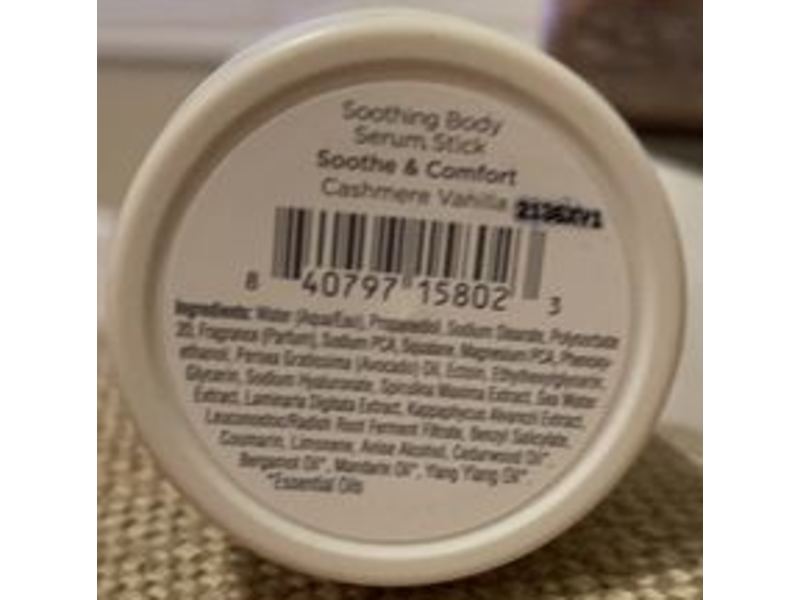 Soothing Body
Serum Stick
Soothe & Comfort
Cashmere Vanilla 2136XY1
8 40797 15802 3
Ingredients: Water (Aqua/Eau), Propanediol, Sodium Stearate, Polysorbate
20, Fragrance (Parfum), Sodium PCA, Squalane, Magnesium PCA, Phenoxy-
ethanol, Persea Gratissima (Avocado) Oil, Ectoin, Ethylhexylglycerin,
Glycerin, Sodium Hyaluronate, Spirulina Maxima Extract, Sea Water
Extract, Laminaria Digitata Extract, Kappaphycus Alvarezii Extract,
Leuconostoc/Radish Root Ferment Filtrate, Benzyl Salicylate,
Coumarin, Limonene, Anise Alcohol, Cedarwood Oil*,
Bergamot Oil*, Mandarin Oil*, Ylang Ylang Oil*.
*Essential Oils